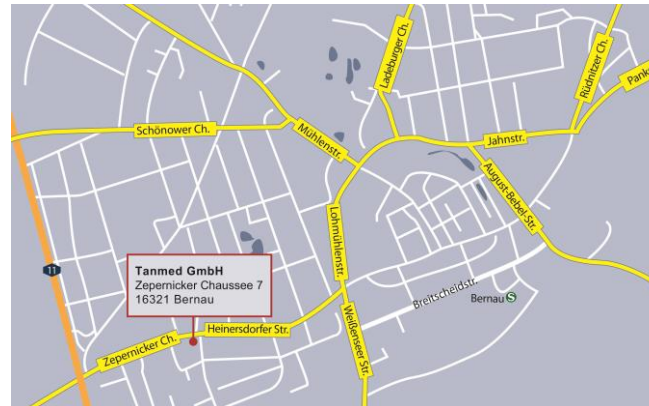 Ladeburger Ch.
Rüdnitzer Ch.
Pank
Schönower Ch.
Mühlenstr.
Jahnstr.
August-Bebel-Str.
Lohmühlenstr.
11
Tanmed GmbH
Zepernicker Chaussee 7
16321 Bernau
Breitscheidstr.
Bernau S
Heinersdorfer Str.
Zepernicker Ch.
Weißenseer Str.